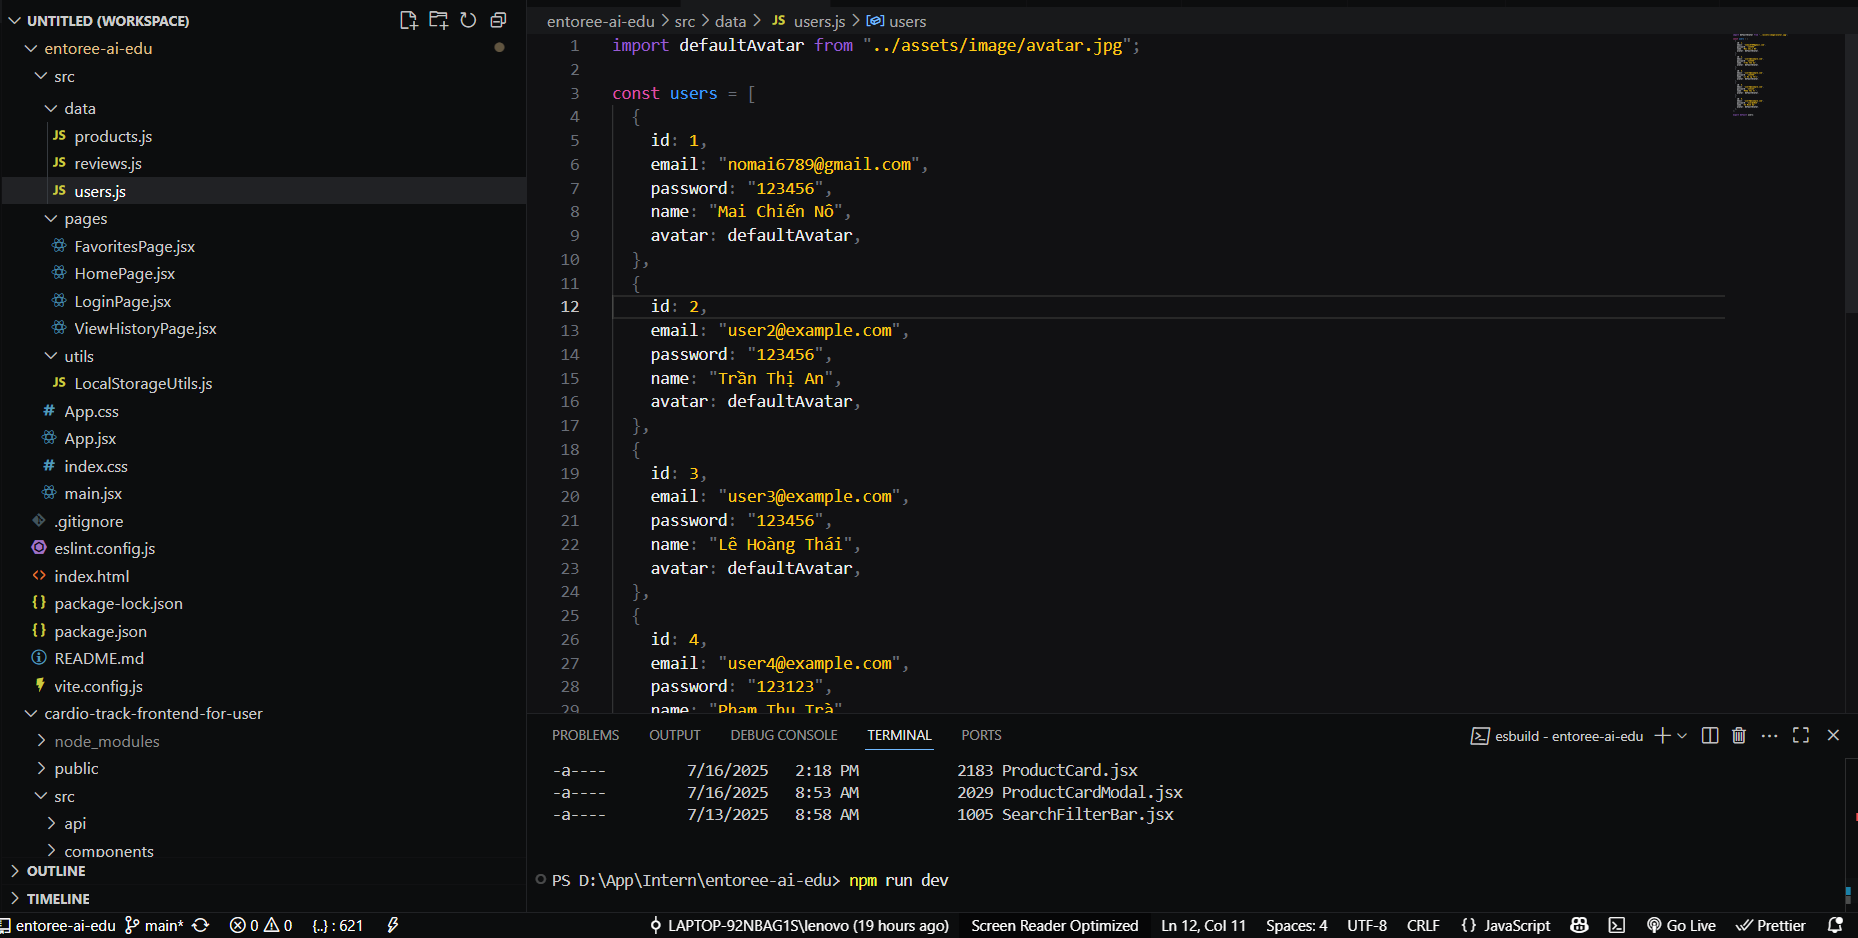 UNTITLED (WORKSPACE)
entoree-ai-edu
src
data
products.js
reviews.js
users.js
pages
FavoritesPage.jsx
HomePage.jsx
LoginPage.jsx
ViewHistoryPage.jsx
utils
LocalStorageUtils.js
App.css
App.jsx
index.css
main.jsx
.gitignore
eslint.config.js
index.html
package-lock.json
package.json
README.md
vite.config.js
cardio-track-frontend-for-user
node_modules
public
src
api
components
OUTLINE
TIMELINE
entoree-ai-edu > src > data > JS users.js > users
1 import defaultAvatar from "../assets/image/avatar.jpg";
2
3 const users = [
4 {
5 id: 1,
6 email: "nomai6789@gmail.com",
7 password: "123456",
8 name: "Mai Chiến Nô",
9 avatar: defaultAvatar,
10 },
11 {
12 id: 2,
13 email: "user2@example.com",
14 password: "123456",
15 name: "Trần Thị An",
16 avatar: defaultAvatar,
17 },
18 {
19 id: 3,
20 email: "user3@example.com",
21 password: "123456",
22 name: "Lê Hoàng Thái",
23 avatar: defaultAvatar,
24 },
25 {
26 id: 4,
27 email: "user4@example.com",
28 password: "123123",
29 name: "Phạm Thu Trà"
PROBLEMS OUTPUT DEBUG CONSOLE TERMINAL PORTS esbuild - entoree-ai-edu
-a---- 7/16/2025 2:18 PM 2183 ProductCard.jsx
-a---- 7/16/2025 8:53 AM 2029 ProductCardModal.jsx
-a---- 7/13/2025 8:58 AM 1005 SearchFilterBar.jsx
PS D:\App\Intern\entoree-ai-edu> npm run dev
entoree-ai-edu main* 0 0 {..} : 621 LAPTOP-92NBAG1S\lenovo (19 hours ago) Screen Reader Optimized Ln 12, Col 11 Spaces: 4 UTF-8 CRLF {} JavaScript Go Live Prettier